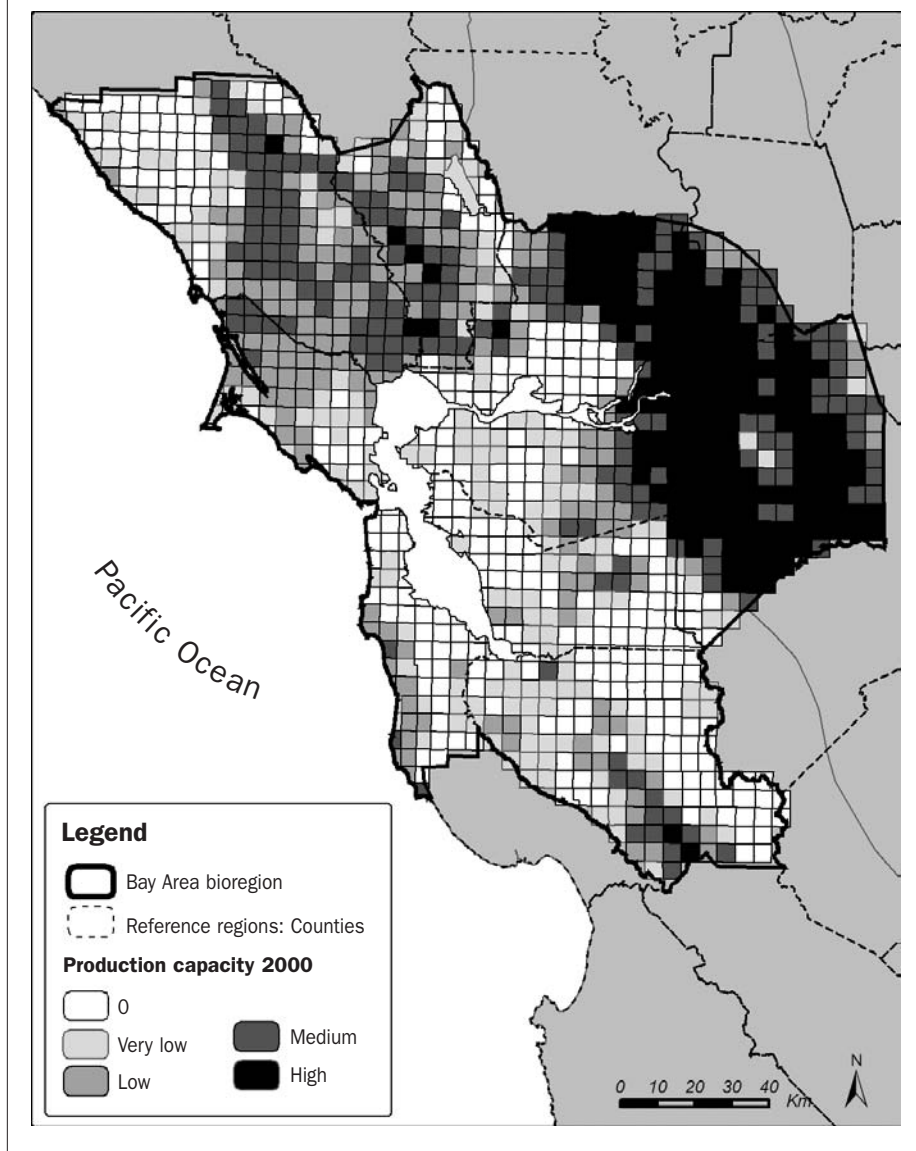 Pacific Ocean
Legend
Bay Area bioregion
Reference regions: Counties
Production capacity 2000
0
Very low
Low
Medium
High
0 10 20 30 40
Km
N